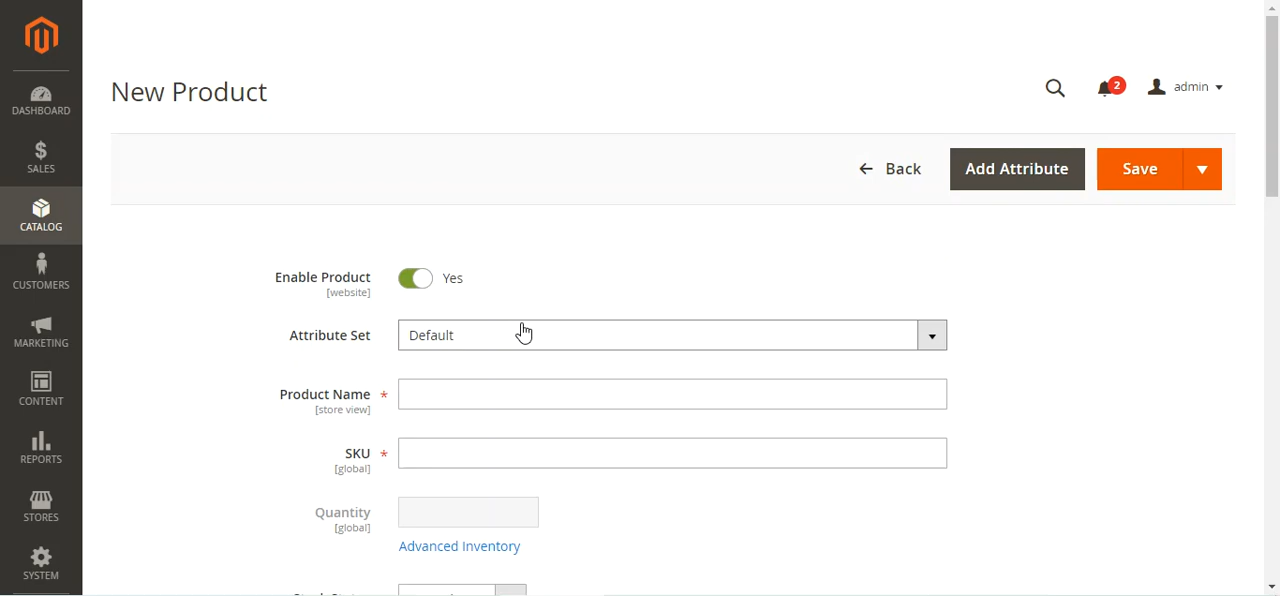 New Product
2
admin
DASHBOARD
SALES
CATALOG
CUSTOMERS
MARKETING
CONTENT
REPORTS
STORES
SYSTEM
Back
Add Attribute
Save
Enable Product
[website]
Yes
Attribute Set
Default
Product Name *
[store view]
SKU *
[global]
Quantity
[global]
Advanced Inventory